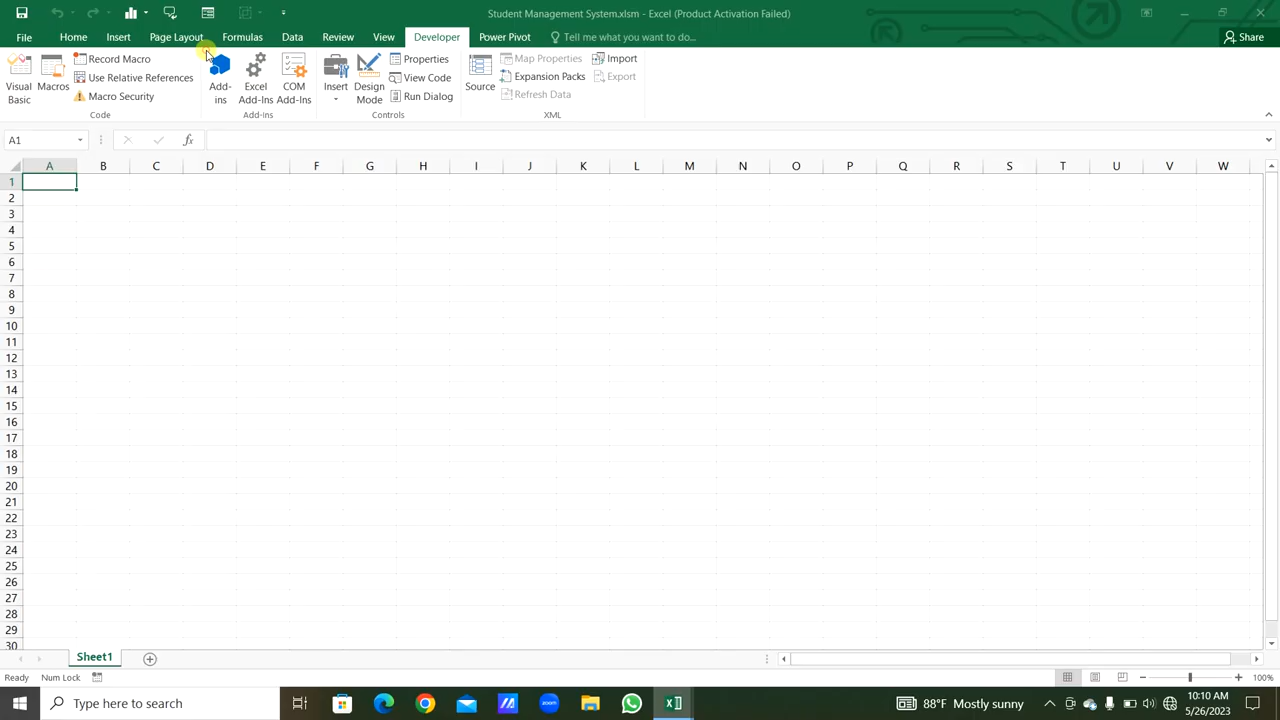 Student Management System.xlsm - Excel (Product Activation Failed)
File Home Insert Page Layout Formulas Data Review View Developer Power Pivot Tell me what you want to do... Share
Visual Basic
Macros
Record Macro
Use Relative References
Macro Security
Code
Add-ins
Excel Add-Ins
COM Add-Ins
Add-Ins
Insert
Design Mode
Properties
View Code
Run Dialog
Controls
Source
Map Properties
Expansion Packs
Refresh Data
Import
Export
XML
A1 fx
A B C D E F G H I J K L M N O P Q R S T U V W
1
2
3
4
5
6
7
8
9
10
11
12
13
14
15
16
17
18
19
20
21
22
23
24
25
26
27
28
29
30
Sheet1
Ready Num Lock 100%
Type here to search zoom 88°F Mostly sunny 10:10 AM
5/26/2023